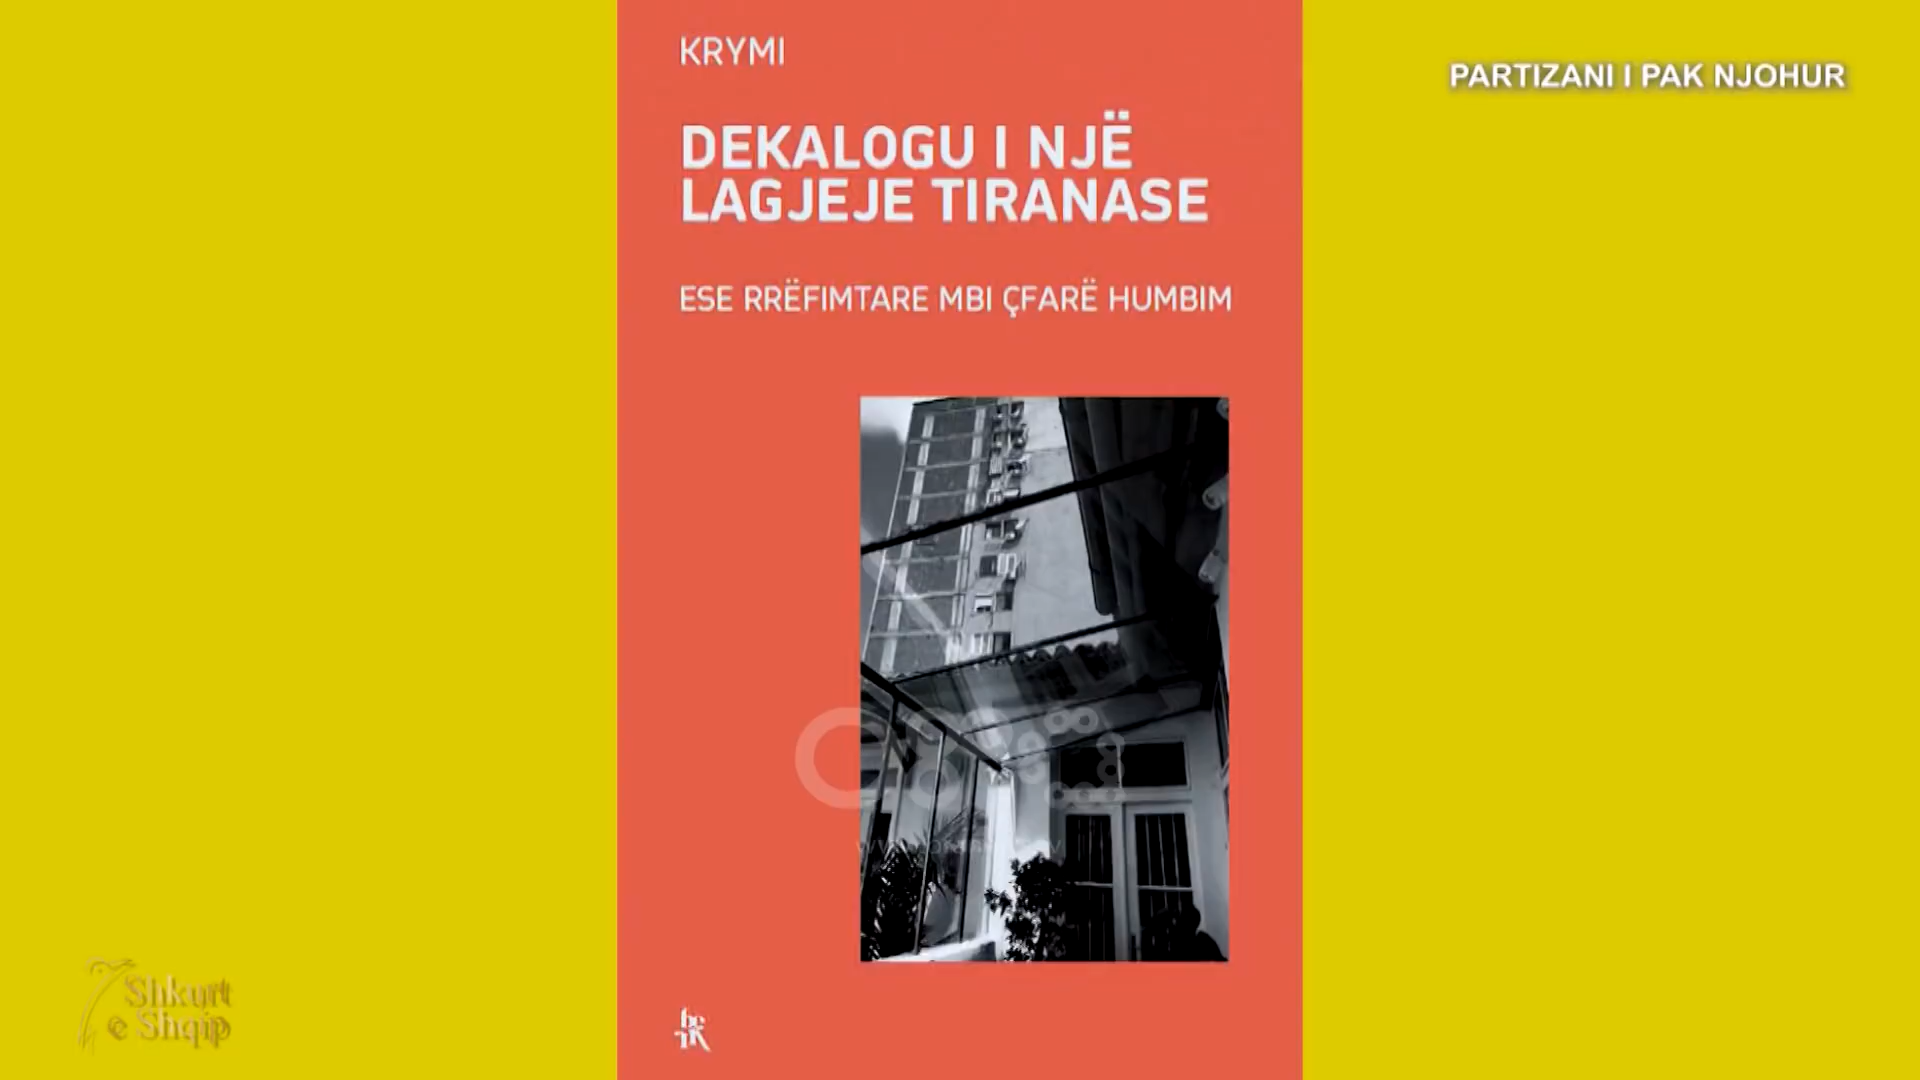 KRYMI
PARTIZANI I PAK NJOHUR
DEKALOGU I NJË
LAGJEJE TIRANASE
ESE RRËFIMTARE MBI ÇFARË HUMBIM
Shkurt
e Shqip